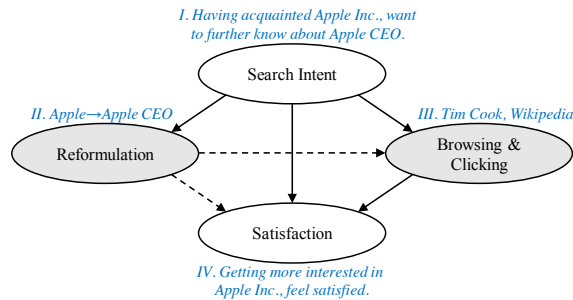 I. Having acquainted Apple Inc., want
to further know about Apple CEO.
Search Intent
II. Apple→Apple CEO
III. Tim Cook, Wikipedia
Reformulation
Browsing &
Clicking
Satisfaction
IV. Getting more interested in
Apple Inc., feel satisfied.